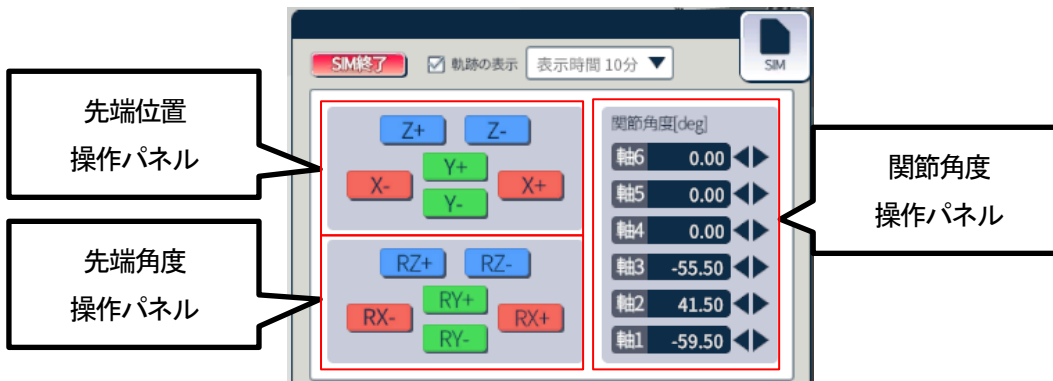 SIM
SIM終了
軌跡の表示
表示時間 10分
先端位置
操作パネル
Z+ Z-
Y+
X- X+
Y-
先端角度
操作パネル
RZ+ RZ-
RY+
RX- RX+
RY-
関節角度[deg]
軸6 0.00
軸5 0.00
軸4 0.00
軸3 -55.50
軸2 41.50
軸1 -59.50
関節角度
操作パネル